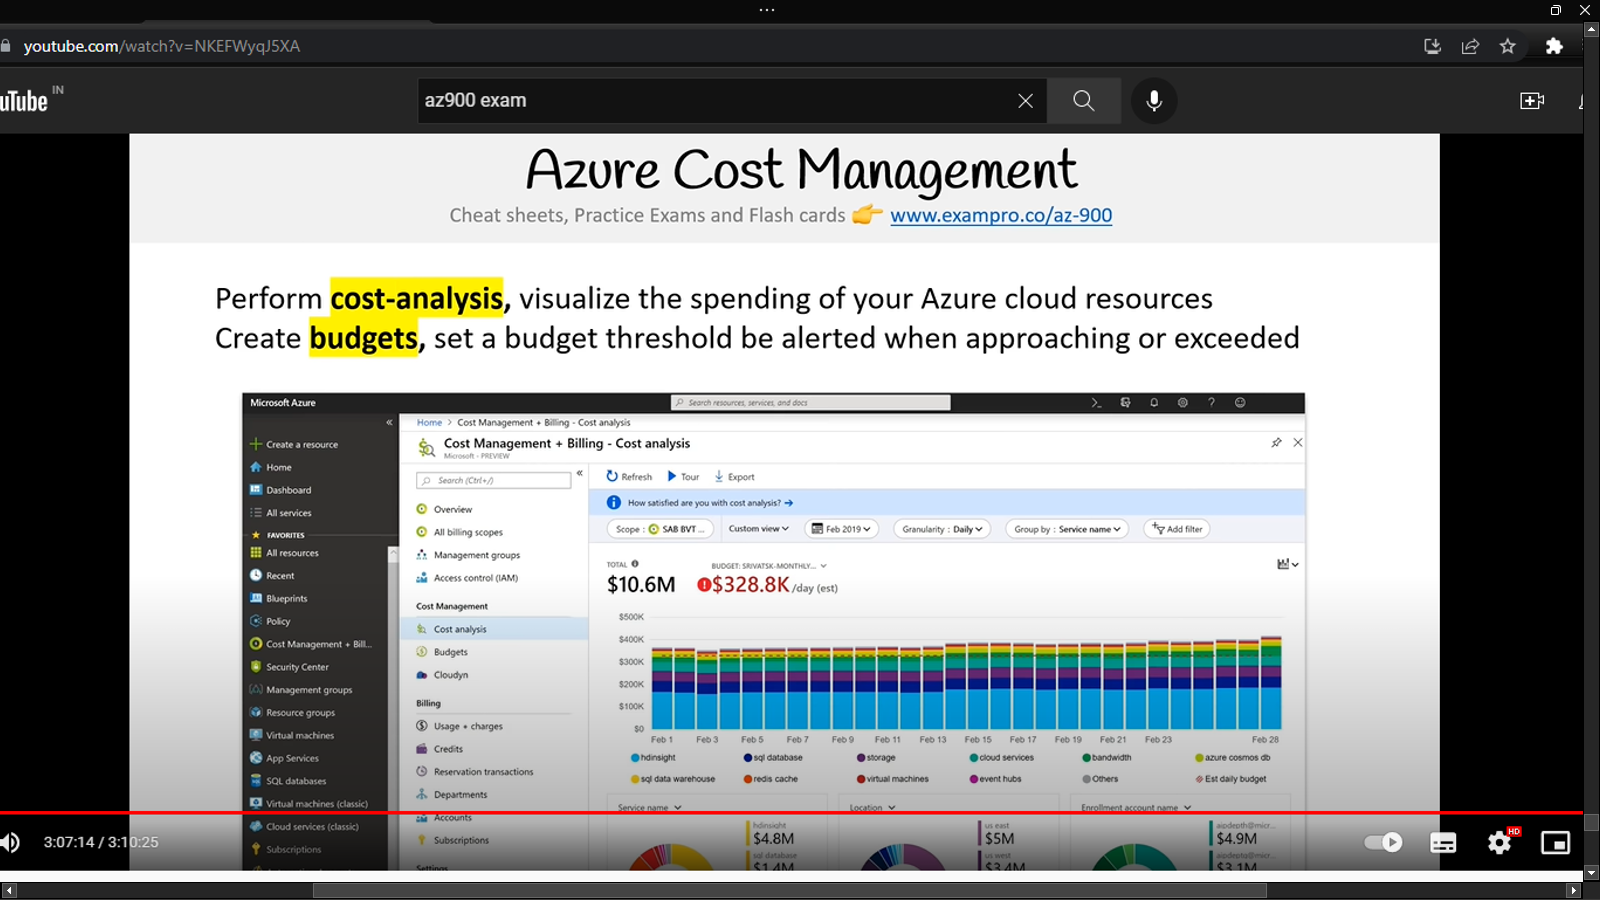 youtube.com/watch?v=NKEFWyqJ5XA
uTube IN
az900 exam
Azure Cost Management
Cheat sheets, Practice Exams and Flash cards 👉 www.exampro.co/az-900
Perform cost-analysis, visualize the spending of your Azure cloud resources
Create budgets, set a budget threshold be alerted when approaching or exceeded
Microsoft Azure
Search resources, services, and docs
Create a resource
Home
Dashboard
All services
FAVORITES
All resources
Recent
Blueprints
Policy
Cost Management + Bill...
Security Center
Management groups
Resource groups
Virtual machines
App Services
SQL databases
Virtual machines (classic)
Cloud services (classic)
Subscriptions
Home > Cost Management + Billing - Cost analysis
Cost Management + Billing - Cost analysis
Microsoft - PREVIEW
Search (Ctrl+/)
Overview
All billing scopes
Management groups
Access control (IAM)
Cost Management
Cost analysis
Budgets
Cloudyn
Billing
Usage + charges
Credits
Reservation transactions
Departments
Accounts
Subscriptions
Settings
Refresh Tour Export
How satisfied are you with cost analysis?
Scope : SAB BVT ... Custom view Feb 2019 Granularity : Daily Group by : Service name Add filter
TOTAL BUDGET: SRIVATSK-MONTHLY...
$10.6M $328.8K /day (est)
$500K
$400K
$300K
$200K
$100K
$0
Feb 1 Feb 3 Feb 5 Feb 7 Feb 9 Feb 11 Feb 13 Feb 15 Feb 17 Feb 19 Feb 21 Feb 23 Feb 28
hdinsight sql database storage cloud services bandwidth azure cosmos db
sql data warehouse redis cache virtual machines event hubs Others Est daily budget
Service name Location Enrollment account name
hdinsight us east aiodepth@micr...
$4.8M $5M $4.9M
sql database us west
$1.4M $3.4M $3.1M
3:07:14 / 3:10:25
HD